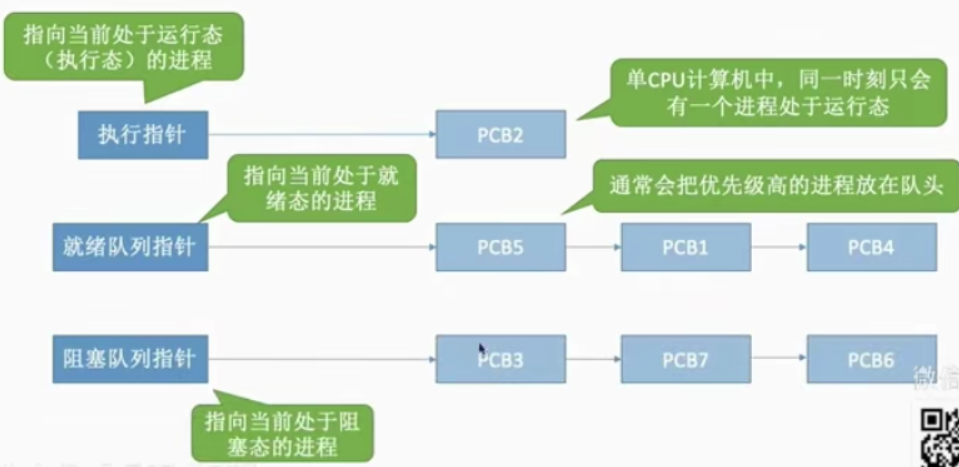 指向当前处于运行态
（执行态）的进程
单CPU计算机中，同一时刻只会
有一个进程处于运行态
执行指针
PCB2
指向当前处于就
绪态的进程
通常会把优先级高的进程放在队头
就绪队列指针
PCB5
PCB1
PCB4
阻塞队列指针
PCB3
PCB7
PCB6
微信
指向当前处于阻
塞态的进程